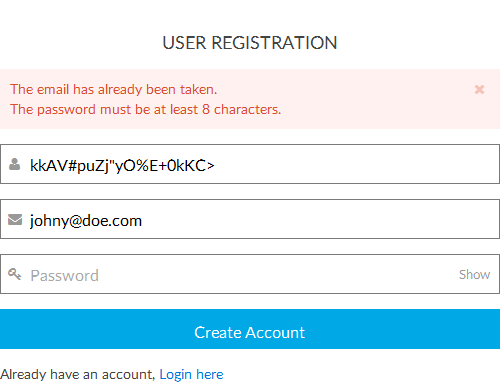 USER REGISTRATION
The email has already been taken.
The password must be at least 8 characters.
kkAV#puZj"yO%E+0kKC>
johny@doe.com
Password Show
Create Account
Already have an account, Login here